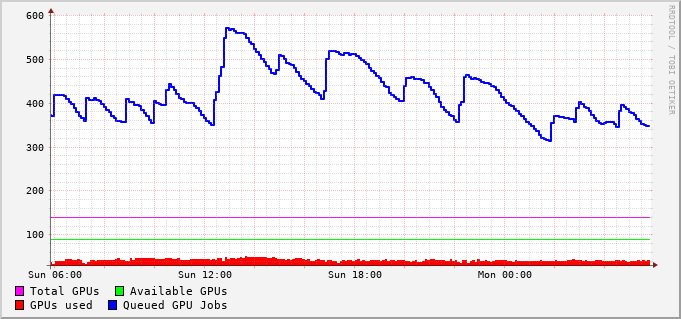 600
500
400
300
200
100
Sun 06:00 Sun 12:00 Sun 18:00 Mon 00:00
Total GPUs Available GPUs
GPUs used Queued GPU Jobs
RRDTOOL / TOBI OETIKER